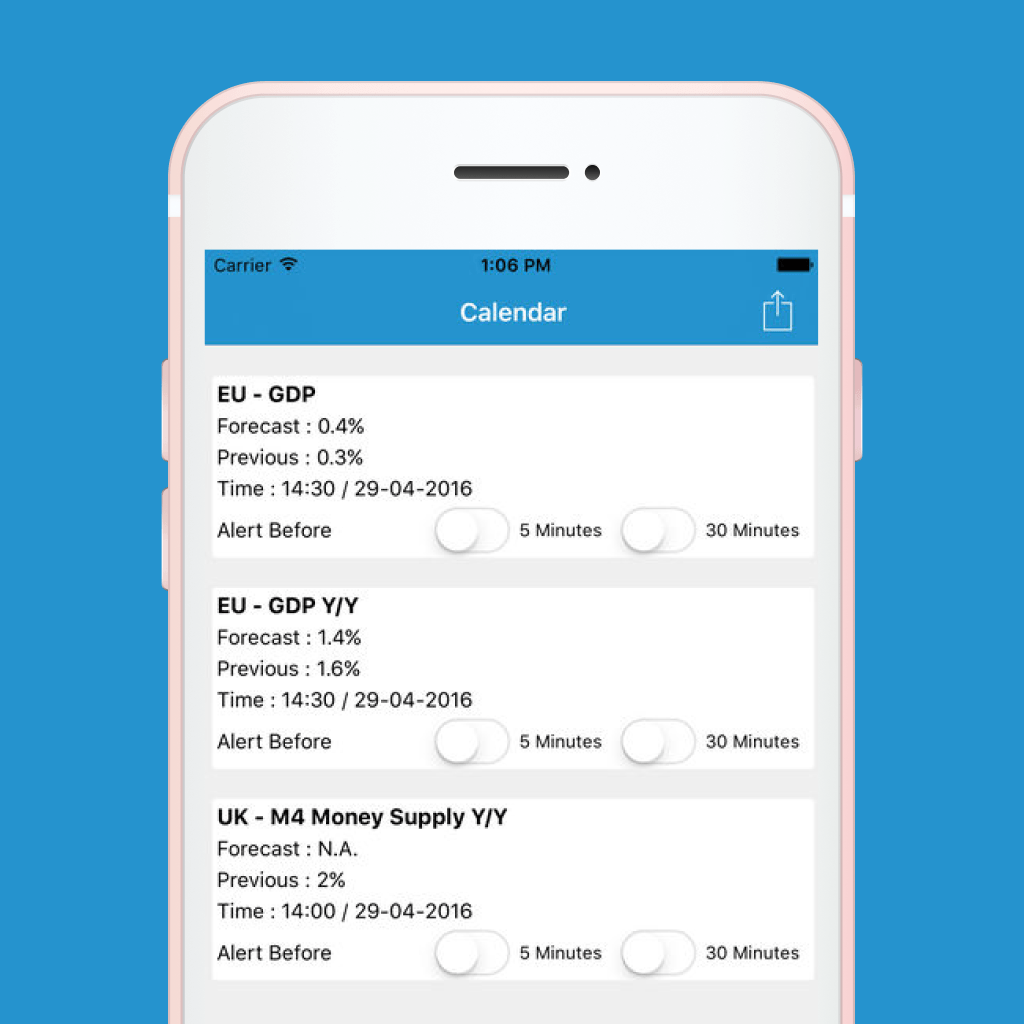 Carrier 1:06 PM
Calendar
EU - GDP
Forecast : 0.4%
Previous : 0.3%
Time : 14:30 / 29-04-2016
Alert Before 5 Minutes 30 Minutes
EU - GDP Y/Y
Forecast : 1.4%
Previous : 1.6%
Time : 14:30 / 29-04-2016
Alert Before 5 Minutes 30 Minutes
UK - M4 Money Supply Y/Y
Forecast : N.A.
Previous : 2%
Time : 14:00 / 29-04-2016
Alert Before 5 Minutes 30 Minutes